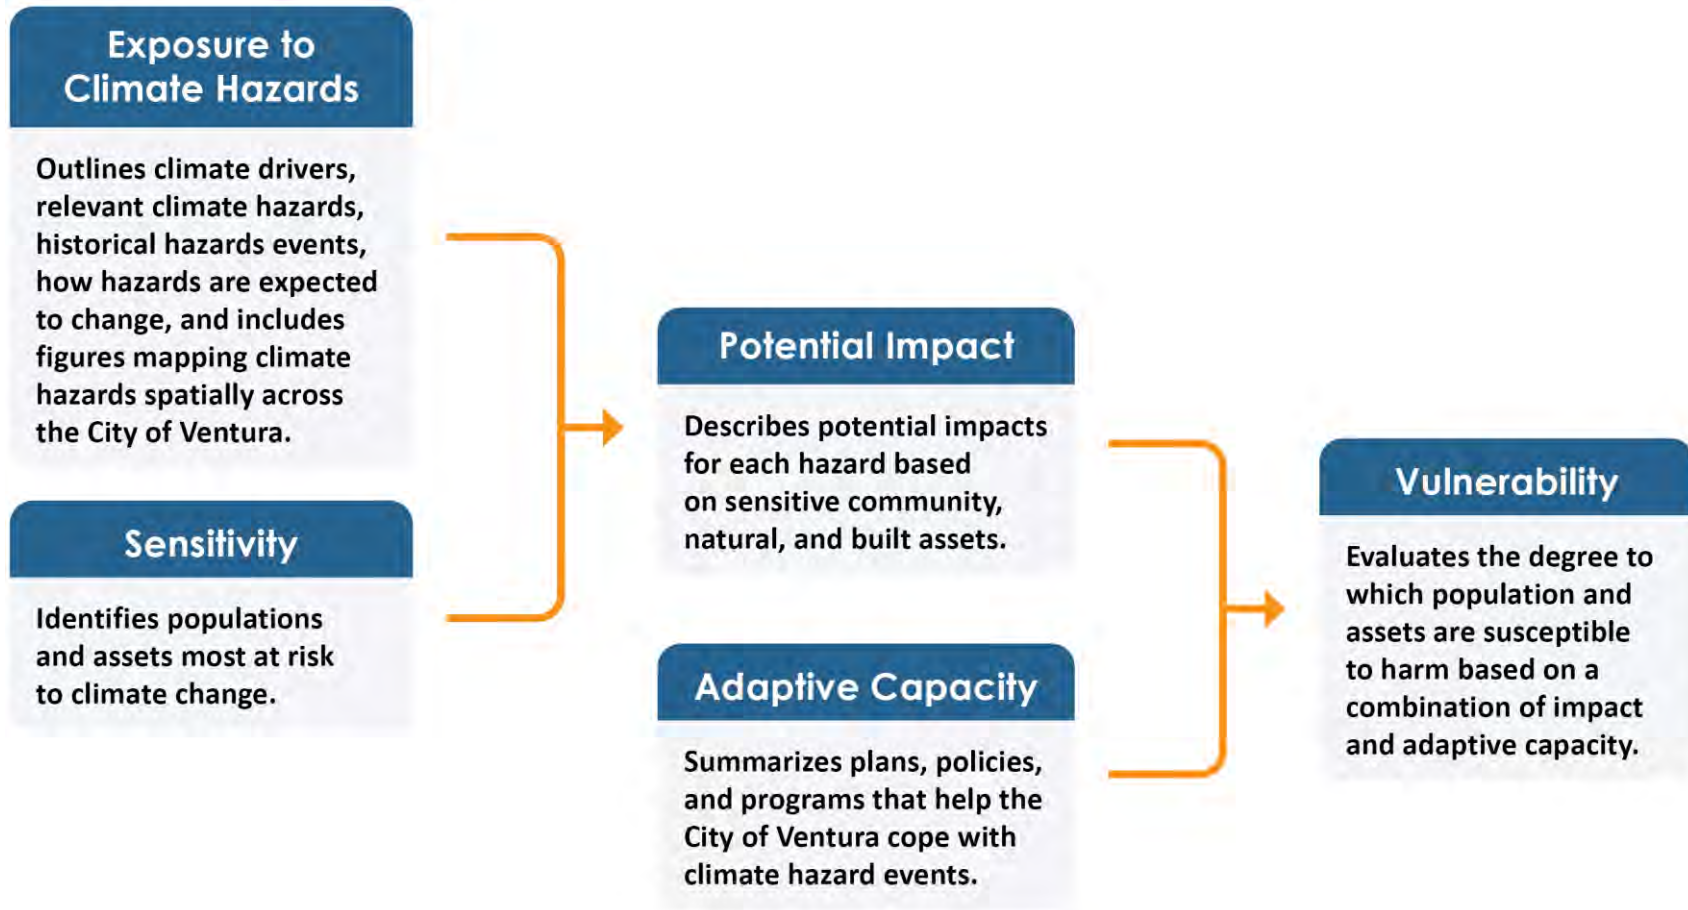 Exposure to
Climate Hazards
Outlines climate drivers,
relevant climate hazards,
historical hazards events,
how hazards are expected
to change, and includes
figures mapping climate
hazards spatially across
the City of Ventura.
Sensitivity
Identifies populations
and assets most at risk
to climate change.
Potential Impact
Describes potential impacts
for each hazard based
on sensitive community,
natural, and built assets.
Adaptive Capacity
Summarizes plans, policies,
and programs that help the
City of Ventura cope with
climate hazard events.
Vulnerability
Evaluates the degree to
which population and
assets are susceptible
to harm based on a
combination of impact
and adaptive capacity.